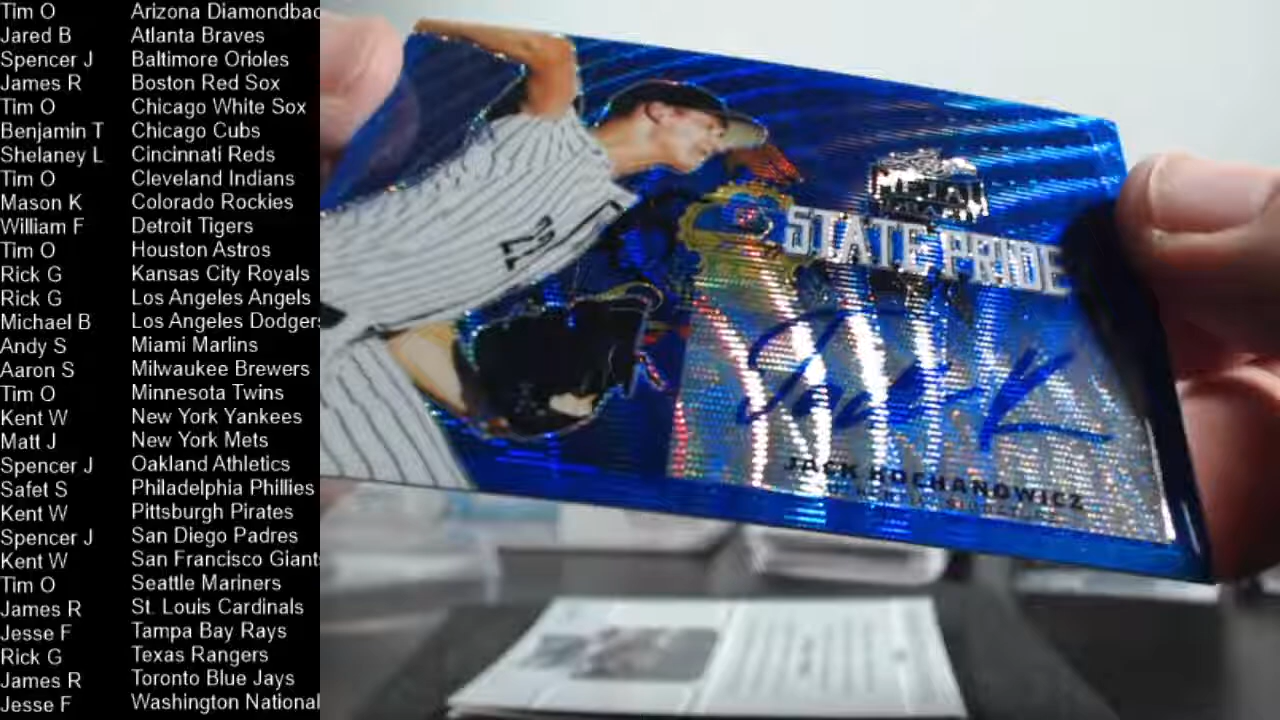 Tim O Arizona Diamondbac
Jared B Atlanta Braves
Spencer J Baltimore Orioles
James R Boston Red Sox
Tim O Chicago White Sox
Benjamin T Chicago Cubs
Shelaney L Cincinnati Reds
Tim O Cleveland Indians
Mason K Colorado Rockies
William F Detroit Tigers
Tim O Houston Astros
Rick G Kansas City Royals
Rick G Los Angeles Angels
Michael B Los Angeles Dodgers
Andy S Miami Marlins
Aaron S Milwaukee Brewers
Tim O Minnesota Twins
Kent W New York Yankees
Matt J New York Mets
Spencer J Oakland Athletics
Safet S Philadelphia Phillies
Kent W Pittsburgh Pirates
Spencer J San Diego Padres
Kent W San Francisco Giants
Tim O Seattle Mariners
James R St. Louis Cardinals
Jesse F Tampa Bay Rays
Rick G Texas Rangers
James R Toronto Blue Jays
Jesse F Washington National
STATE PRIDE
JACK KOCHANOWICZ